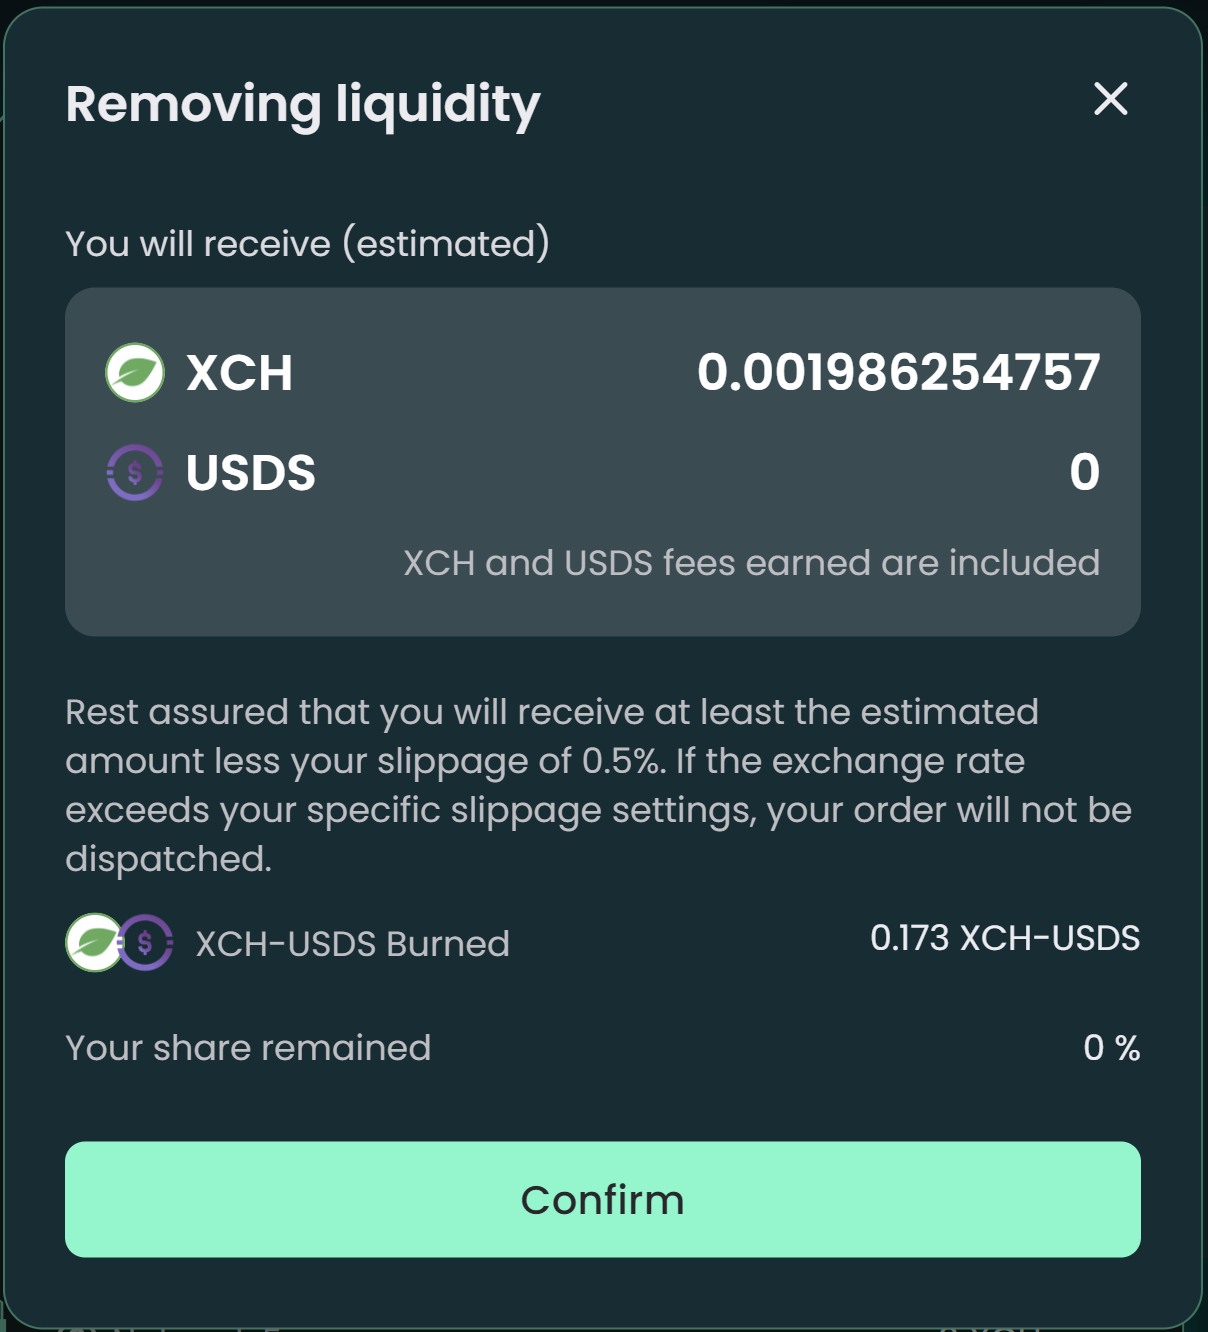 Removing liquidity
You will receive (estimated)
XCH 0.001986254757
$ USDS 0
XCH and USDS fees earned are included
Rest assured that you will receive at least the estimated
amount less your slippage of 0.5%. If the exchange rate
exceeds your specific slippage settings, your order will not be
dispatched.
$ XCH-USDS Burned 0.173 XCH-USDS
Your share remained 0 %
Confirm